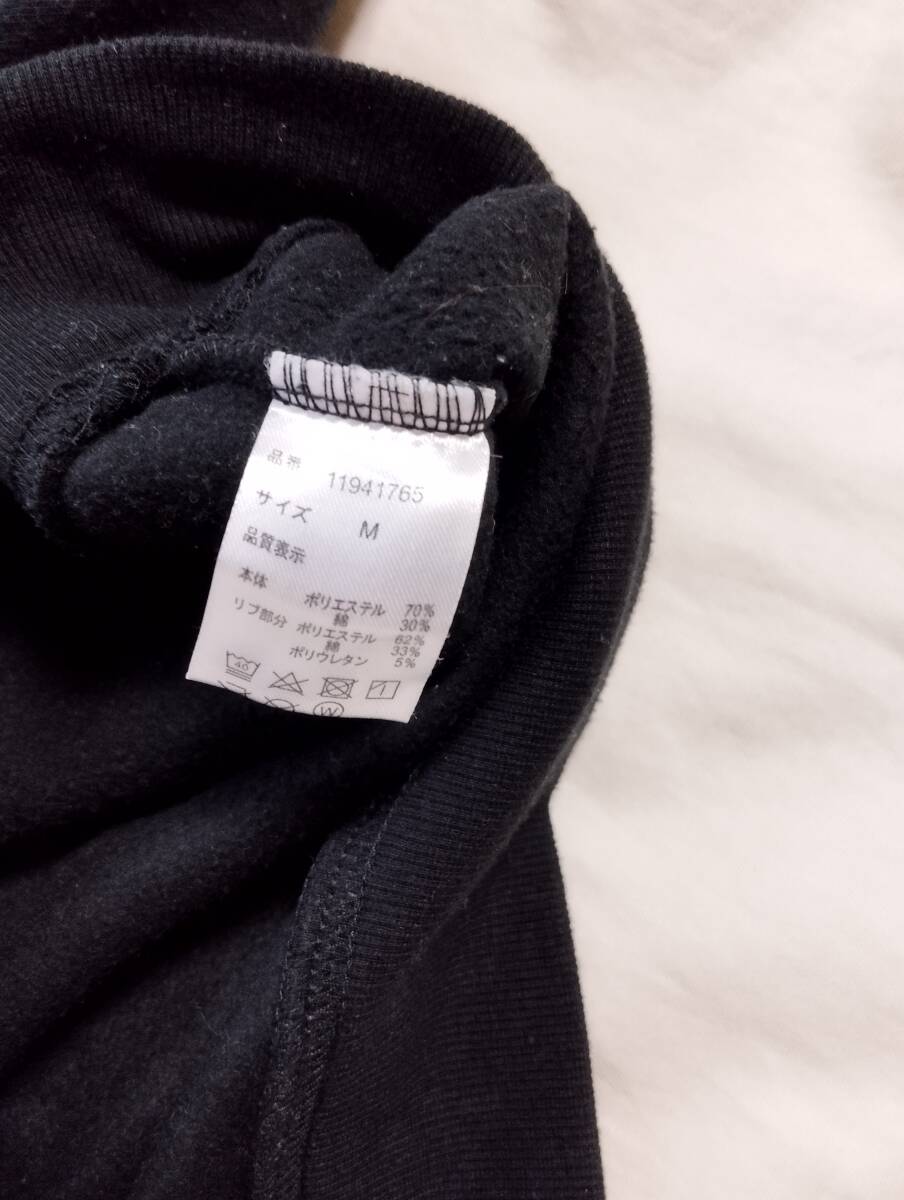 品番 11941765
サイズ M
品質表示
本体 ポリエステル 70%
綿 30%
リブ部分 ポリエステル 62%
綿 33%
ポリウレタン 5%
40
W